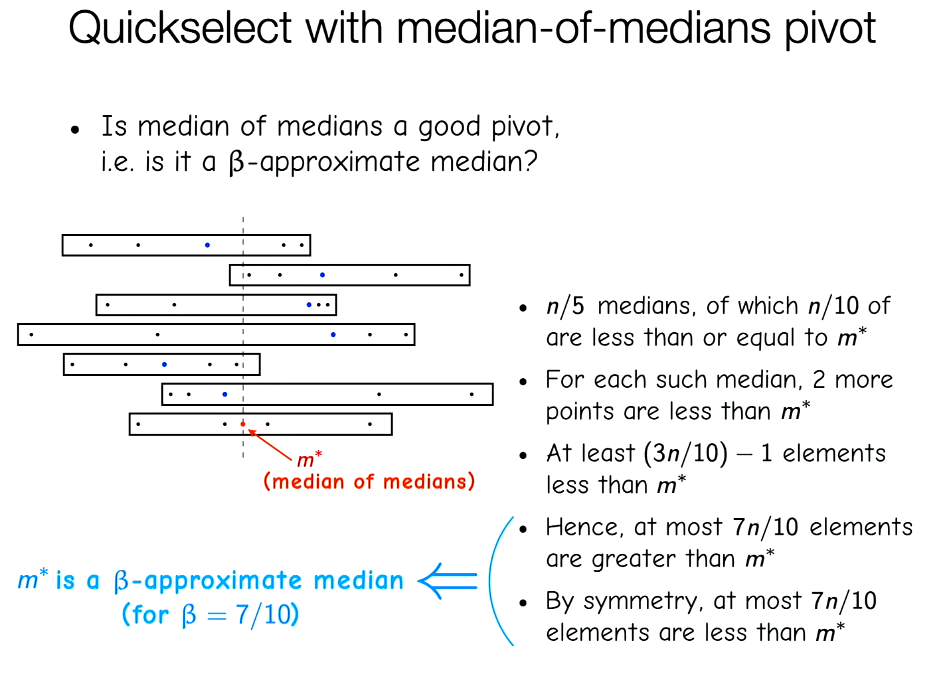 Quickselect with median-of-medians pivot
• Is median of medians a good pivot,
i.e. is it a β-approximate median?
m*
(median of medians)
• n/5 medians, of which n/10 of
are less than or equal to m*
• For each such median, 2 more
points are less than m*
• At least (3n/10) − 1 elements
less than m*
• Hence, at most 7n/10 elements
are greater than m*
• By symmetry, at most 7n/10
elements are less than m*
m* is a β-approximate median
(for β = 7/10)